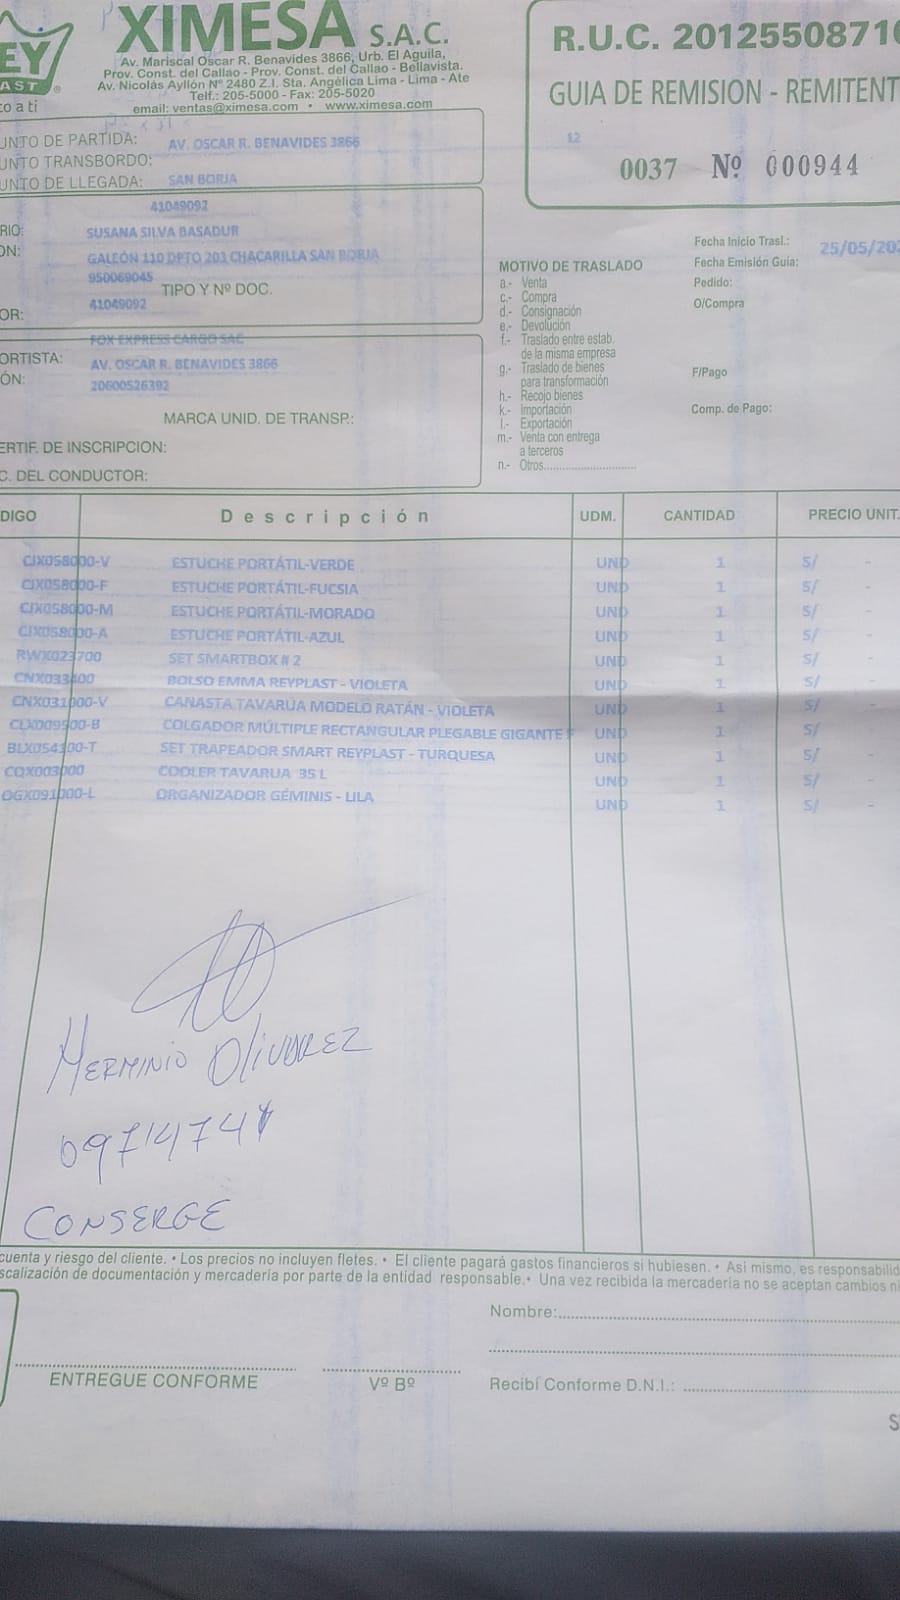 XIMESA S.A.C.
EY
AST ®
to a ti
Av. Mariscal Oscar R. Benavides 3866, Urb. El Aguila,
Prov. Const. del Callao - Prov. Const. del Callao - Bellavista.
Av. Nicolás Ayllón Nº 2480 Z.I. Sta. Angélica Lima - Lima - Ate
Telf.: 205-5000 - Fax: 205-5020
email: ventas@ximesa.com • www.ximesa.com
R.U.C. 2012550871
GUIA DE REMISION - REMITENT
12
0037 Nº 000944
UNTO DE PARTIDA: AV. OSCAR R. BENAVIDES 3866
UNTO TRANSBORDO:
UNTO DE LLEGADA: SAN BORJA
41049092
RIO: SUSANA SILVA BASADUR
ON: GALEÓN 110 DPTO 201 CHACARILLA SAN BORJA
950069045
TIPO Y Nº DOC.
41049092
OR:
FOX EXPRESS CARGO SAC
ORTISTA: AV. OSCAR R. BENAVIDES 3866
ÓN: 20600526392
MARCA UNID. DE TRANSP.:
ERTIF. DE INSCRIPCION:
C. DEL CONDUCTOR:
MOTIVO DE TRASLADO
a.- Venta
c.- Compra
d.- Consignación
e.- Devolución
f.- Traslado entre estab.
de la misma empresa
g.- Traslado de bienes
para transformación
h.- Recojo bienes
k.- Importación
l.- Exportación
m.- Venta con entrega
a terceros
n.- Otros
Fecha Inicio Trasl.: 25/05/202
Fecha Emisión Guía:
Pedido:
O/Compra
F/Pago
Comp. de Pago:
DIGO Descripción UDM. CANTIDAD PRECIO UNIT.
CJX058000-V ESTUCHE PORTÁTIL-VERDE UND 1 S/ -
CJX058000-F ESTUCHE PORTÁTIL-FUCSIA UND 1 S/ -
CJX058000-M ESTUCHE PORTÁTIL-MORADO UND 1 S/ -
CJX058000-A ESTUCHE PORTÁTIL-AZUL UND 1 S/ -
RWX023700 SET SMARTBOX # 2 UND 1 S/ -
CNX033400 BOLSO EMMA REYPLAST - VIOLETA UND 1 S/ -
CNX031000-V CANASTA TAVARUA MODELO RATÁN - VIOLETA UND 1 S/ -
CLX009500-B COLGADOR MÚLTIPLE RECTANGULAR PLEGABLE GIGANTE UND 1 S/ -
BLX054100-T SET TRAPEADOR SMART REYPLAST - TURQUESA UND 1 S/ -
CQX003000 COOLER TAVARUA 35 L UND 1 S/ -
OGX091000-L ORGANIZADOR GÉMINIS - LILA UND 1 S/ -
HERMINIO OLIVAREZ
CONSERGE
cuenta y riesgo del cliente. • Los precios no incluyen fletes. • El cliente pagará gastos financieros si hubiesen. • Asi mismo, es responsabilid
scalización de documentación y mercadería por parte de la entidad responsable. • Una vez recibida la mercadería no se aceptan cambios ni
Nombre:
ENTREGUE CONFORME
Vº Bº
Recibí Conforme D.N.I.:
S